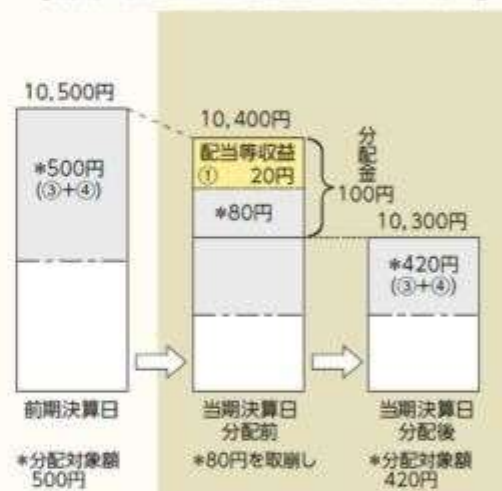 10,500円
*500円
(③+④)
前期決算日
*分配対象額
500円
10,400円
配当等収益
① 20円
*80円
分配金
100円
当期決算日
分配前
*80円を取崩し
10,300円
*420円
(③+④)
当期決算日
分配後
*分配対象額
420円